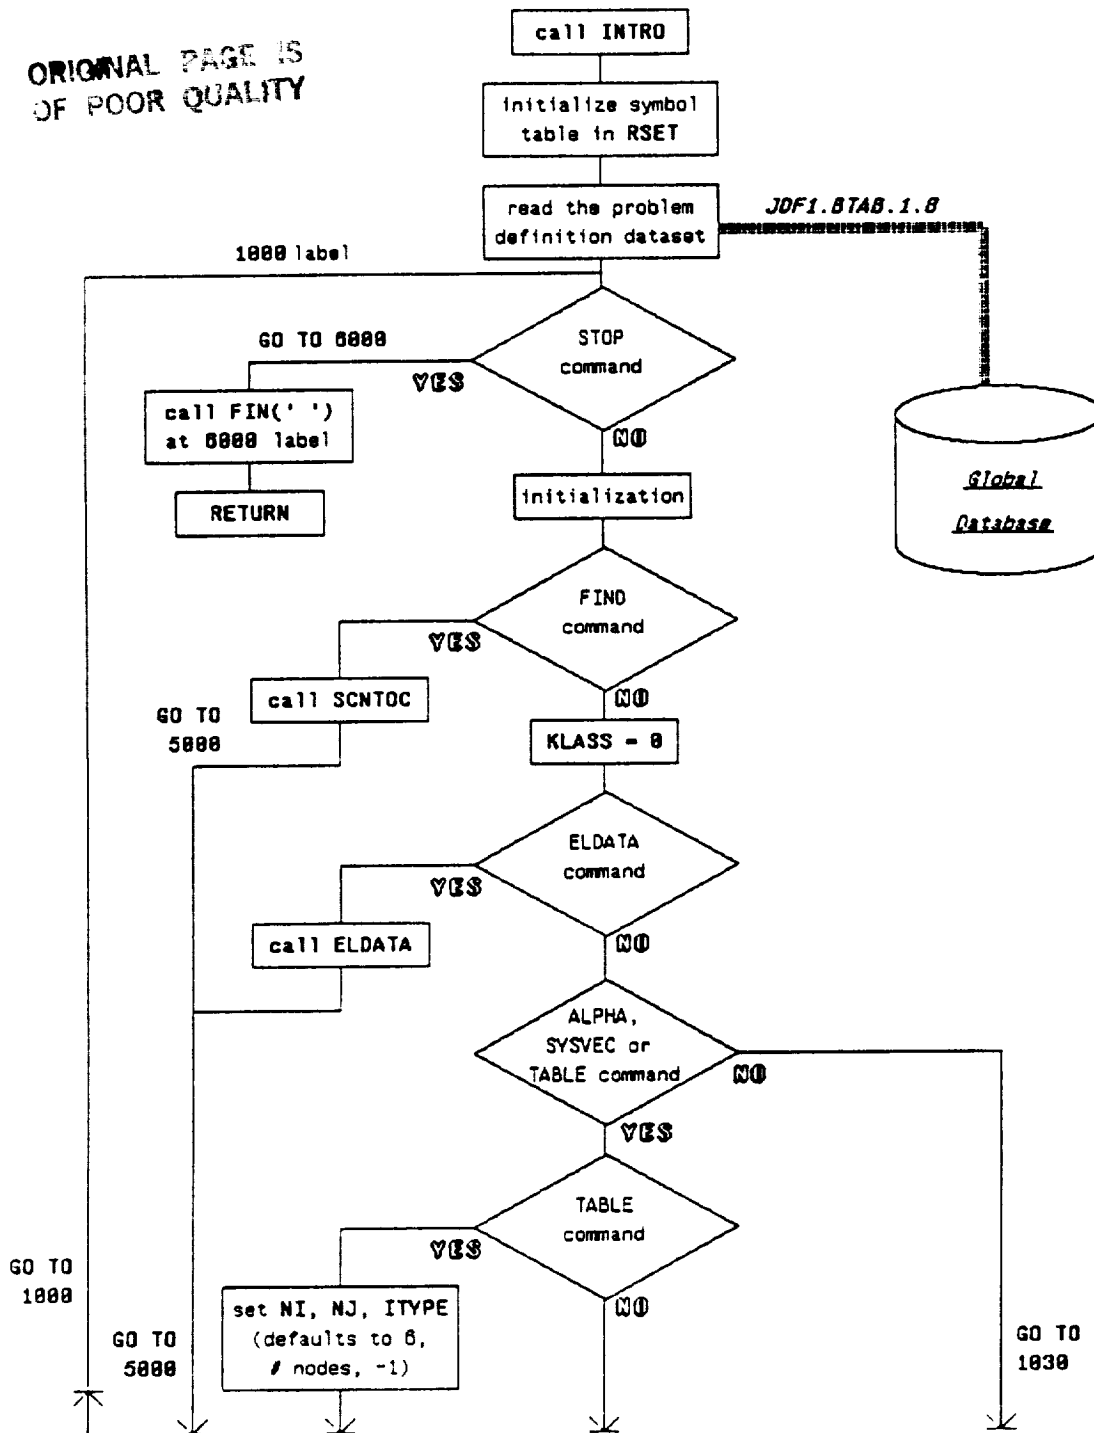 ORIGINAL PAGE IS
OF POOR QUALITY
call INTRO
initialize symbol
table in RSET
read the problem
definition dataset
JDF1.BTAB.1.8
1000 label
STOP
command
GO TO 6000
YES
NO
call FIN(' ')
at 6000 label
RETURN
initialization
Global
Database
FIND
command
YES
NO
call SCNTOC
GO TO
5000
KLASS = 0
ELDATA
command
YES
NO
call ELDATA
ALPHA,
SYSVEC or
TABLE command
NO
YES
TABLE
command
YES
NO
set NI, NJ, ITYPE
(defaults to 6,
# nodes, -1)
GO TO
1000
GO TO
5000
GO TO
1030